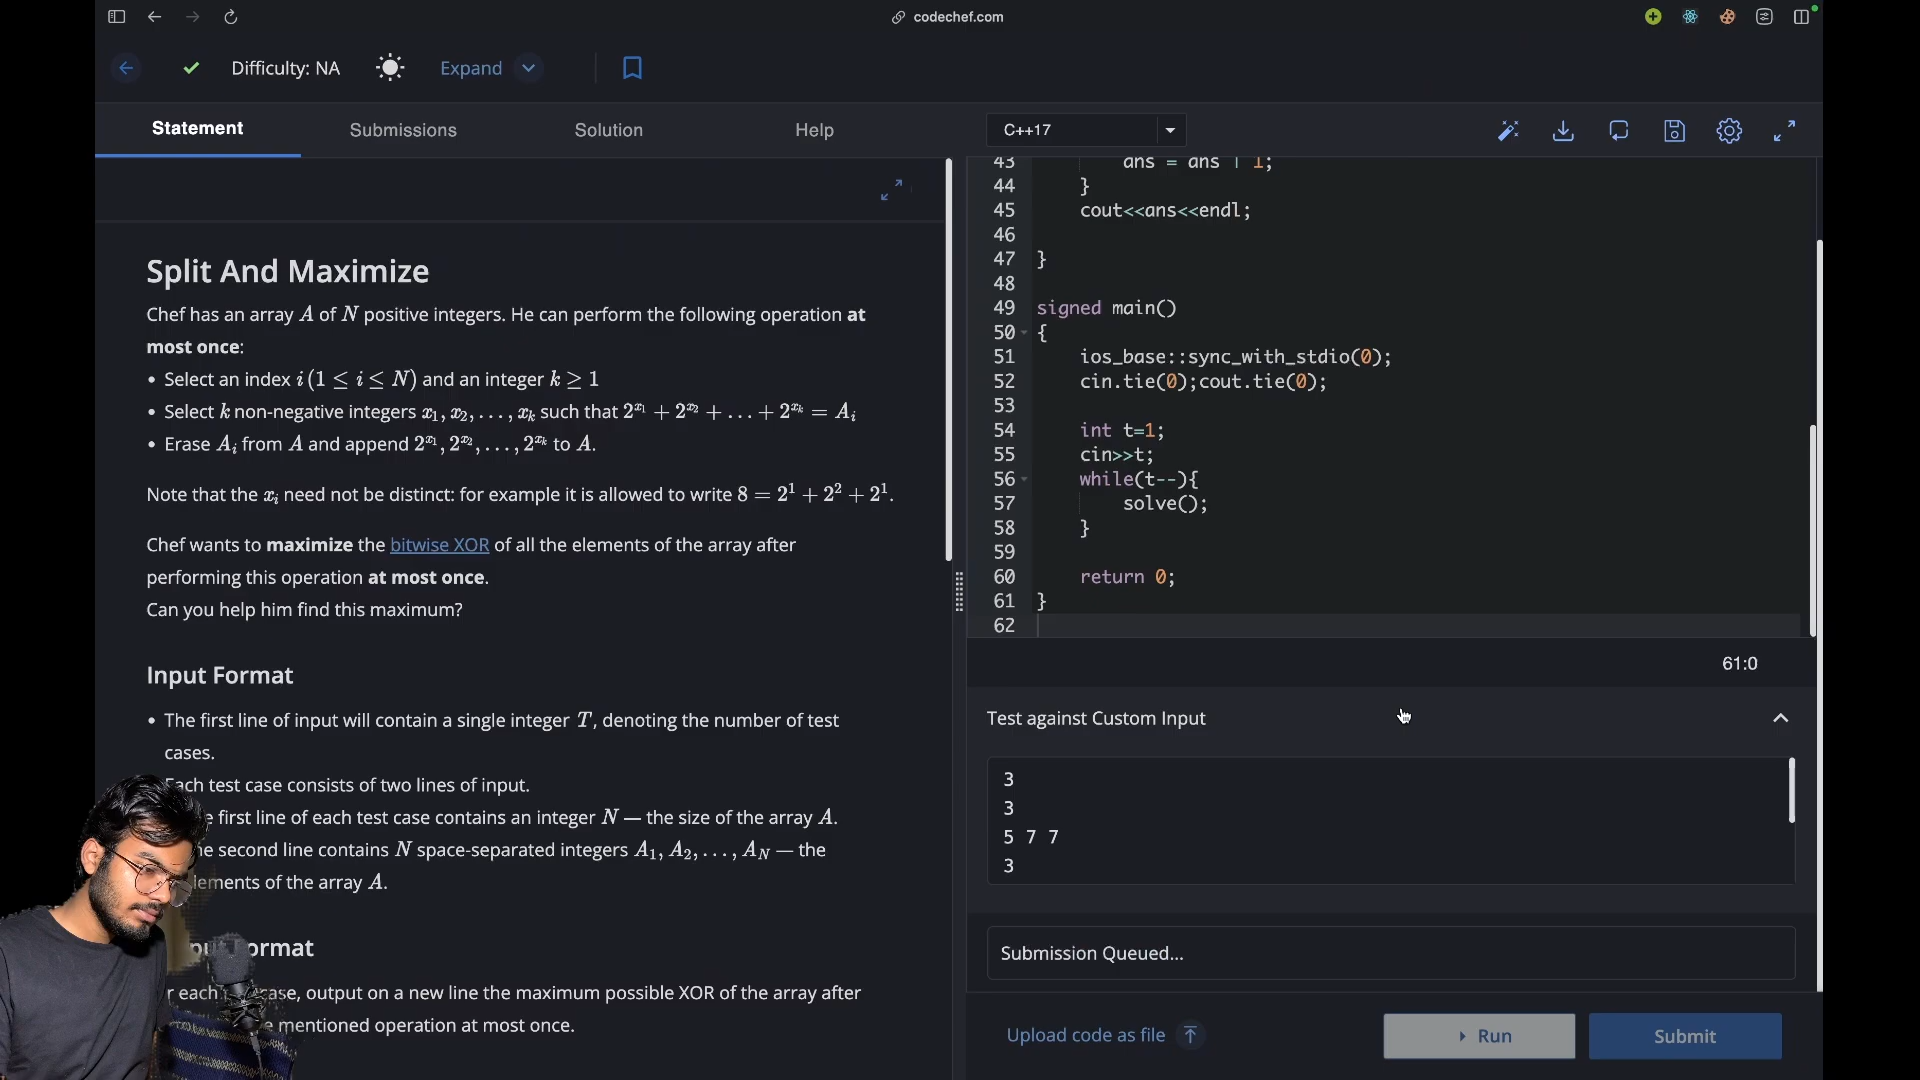 codechef.com
Difficulty: NA
Expand
Statement
Submissions
Solution
Help
C++17
Split And Maximize
Chef has an array A of N positive integers. He can perform the following operation at
most once:
• Select an index i (1 ≤ i ≤ N) and an integer k ≥ 1
• Select k non-negative integers x₁, x₂, . . . , xₖ such that 2^x₁ + 2^x₂ + . . . + 2^xₖ = Aᵢ
• Erase Aᵢ from A and append 2^x₁, 2^x₂, . . . , 2^xₖ to A.
Note that the xᵢ need not be distinct: for example it is allowed to write 8 = 2¹ + 2² + 2¹.
Chef wants to maximize the bitwise XOR of all the elements of the array after
performing this operation at most once.
Can you help him find this maximum?
Input Format
• The first line of input will contain a single integer T, denoting the number of test
cases.
Each test case consists of two lines of input.
first line of each test case contains an integer N — the size of the array A.
second line contains N space-separated integers A₁, A₂, . . . , A_N — the
elements of the array A.
Format
each case, output on a new line the maximum possible XOR of the array after
mentioned operation at most once.
43 ans = ans | 1;
44 }
45 cout<<ans<<endl;
46
47 }
48
49 signed main()
50 {
51 ios_base::sync_with_stdio(0);
52 cin.tie(0);cout.tie(0);
53
54 int t=1;
55 cin>>t;
56 while(t--){
57 solve();
58 }
59
60 return 0;
61 }
62
61:0
Test against Custom Input
3
3
5 7 7
3
Submission Queued...
Upload code as file
Run
Submit